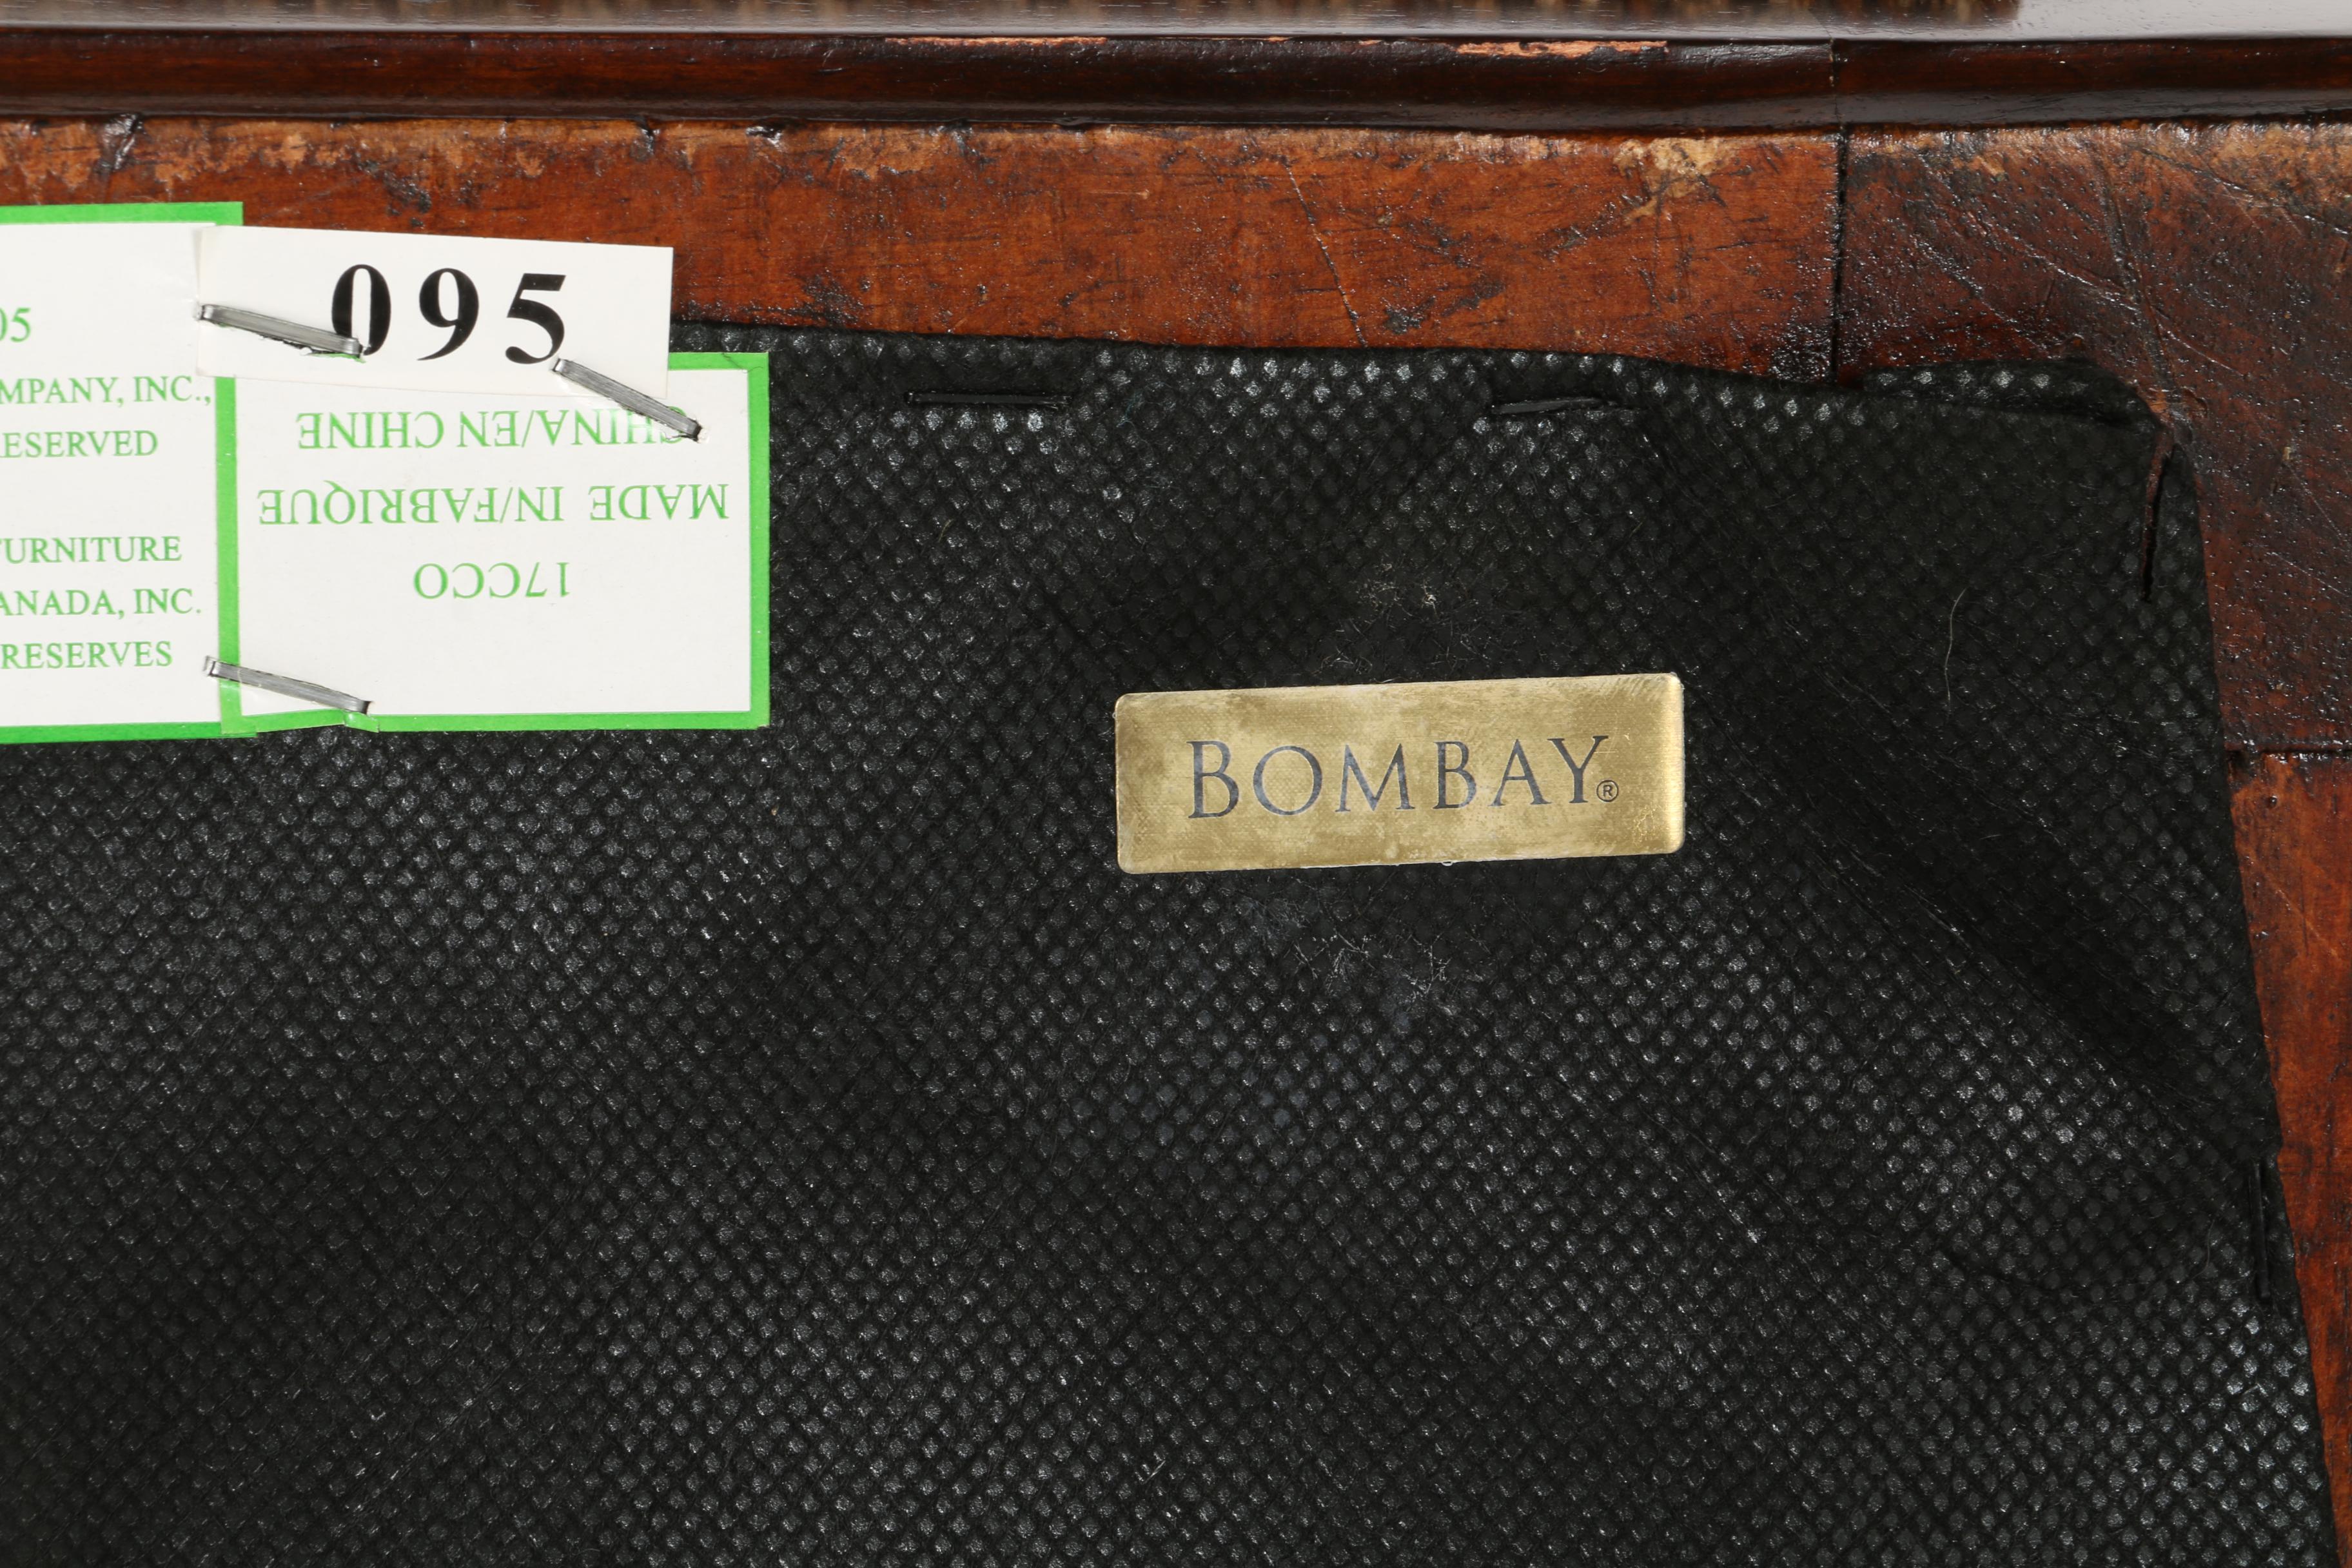 05
MPANY, INC.,
ESERVED
FURNITURE
ANADA, INC.
RESERVES
095
17CCO
MADE IN/FABRIQUE
CHINA/EN CHINE
BOMBAY®